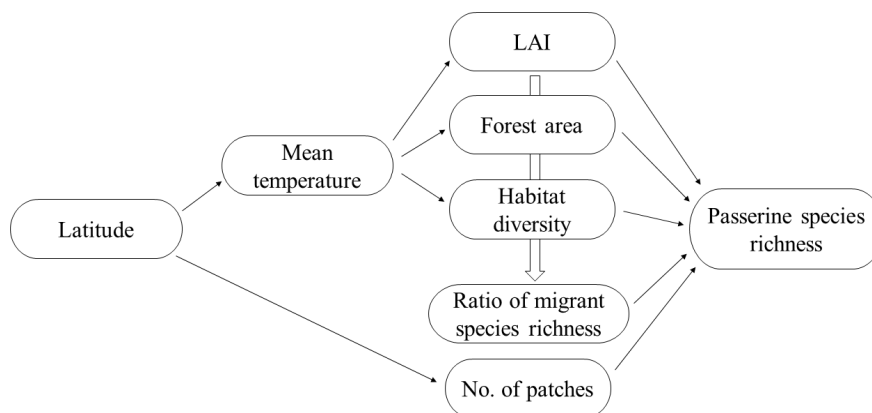 LAI
Forest area
Mean
temperature
Habitat
diversity
Latitude
Passerine species
richness
Ratio of migrant
species richness
No. of patches